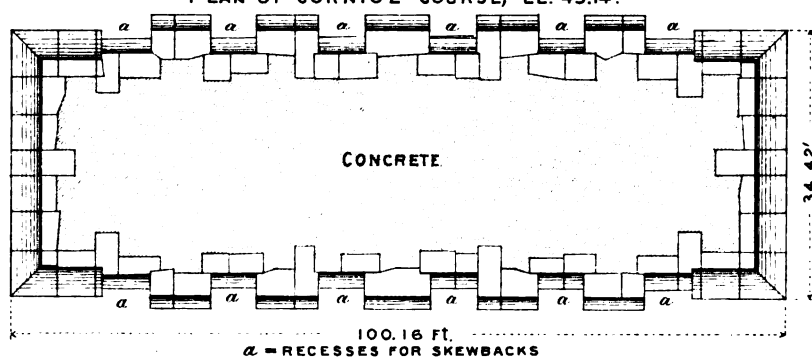 PLAN OF CORNICE COURSE, EL. 45.14.
a a a a a a
CONCRETE
34.42'
a a a a a a
100.16 FT.
a = RECESSES FOR SKEWBACKS